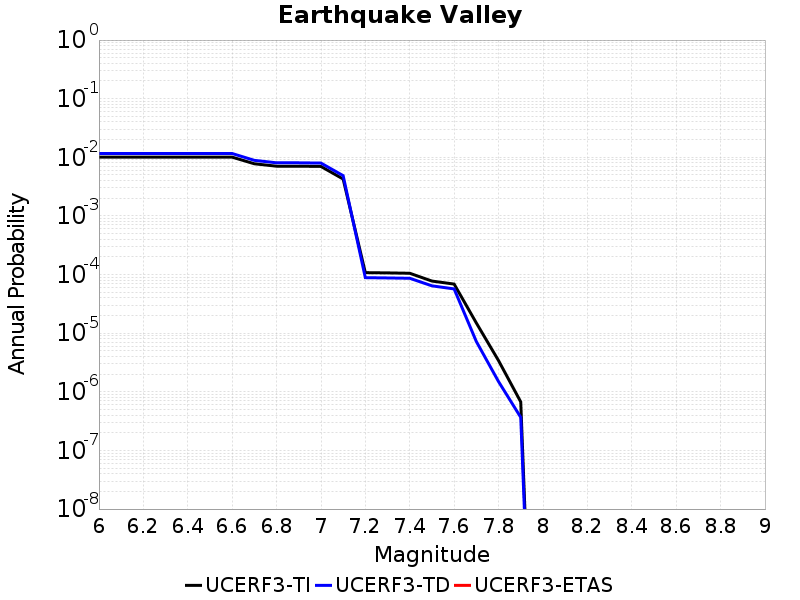 Earthquake Valley
10^0
10^-1
10^-2
10^-3
10^-4
10^-5
10^-6
10^-7
10^-8
Annual Probability
6 6.2 6.4 6.6 6.8 7 7.2 7.4 7.6 7.8 8 8.2 8.4 8.6 8.8 9
Magnitude
UCERF3-TI UCERF3-TD UCERF3-ETAS